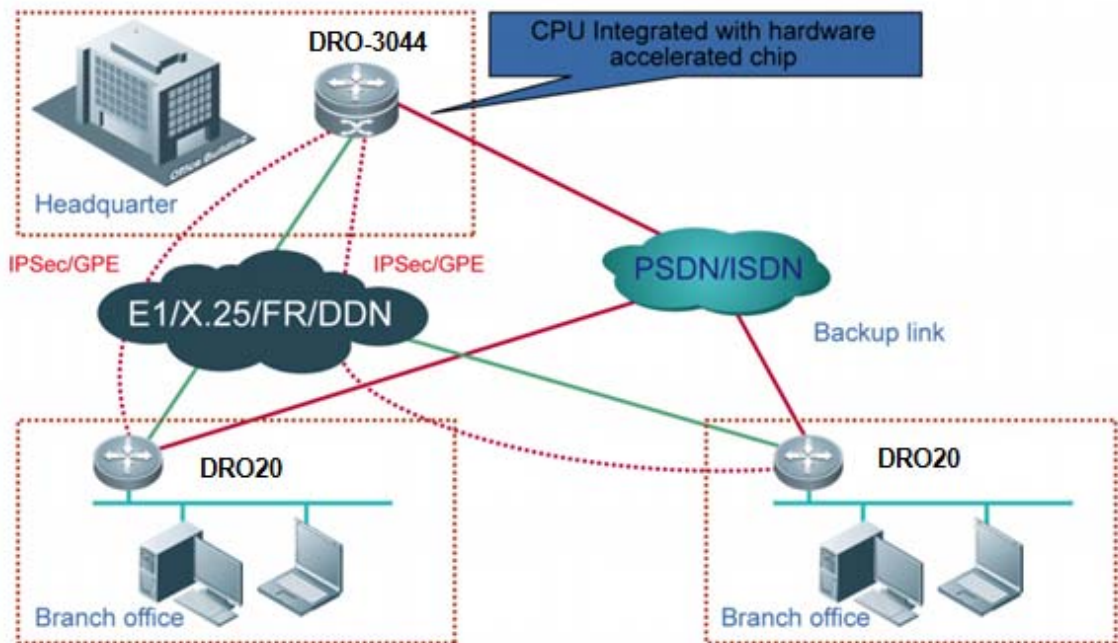 DRO-3044
CPU Integrated with hardware
accelerated chip
Office Building
Headquarter
IPSec/GPE
IPSec/GPE
E1/X.25/FR/DDN
PSDN/ISDN
Backup link
DRO20
DRO20
Branch office
Branch office